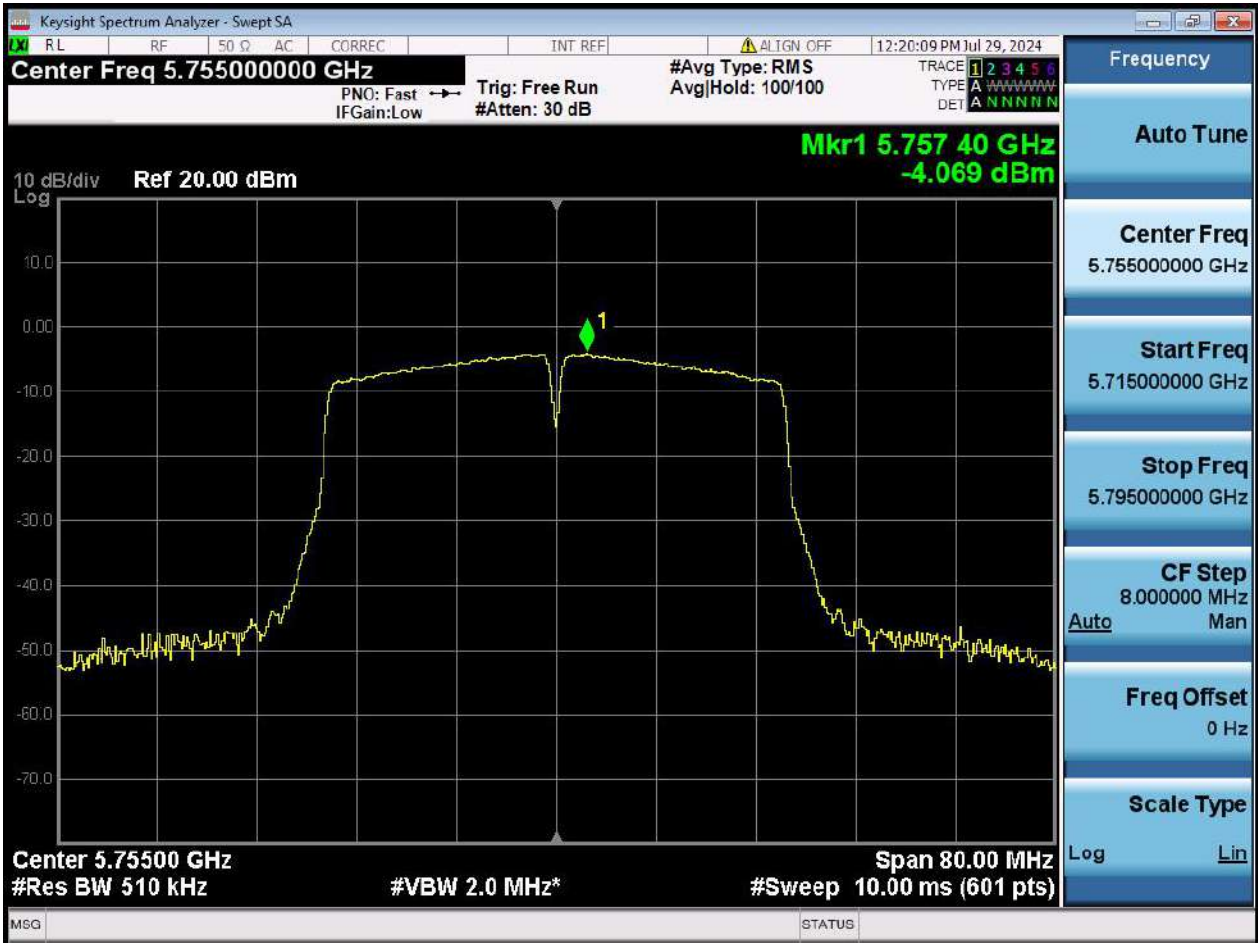 Keysight Spectrum Analyzer - Swept SA
LXI RL RF 50 Ω AC CORREC INT REF ALIGN OFF 12:20:09 PM Jul 29, 2024
Center Freq 5.755000000 GHz
PNO: Fast
IFGain:Low
Trig: Free Run
#Atten: 30 dB
#Avg Type: RMS
Avg|Hold: 100/100
TRACE 1 2 3 4 5 6
TYPE A WWWWW
DET A N N N N N
Mkr1 5.757 40 GHz
-4.069 dBm
10 dB/div Ref 20.00 dBm
Log
10.0
0.00
-10.0
-20.0
-30.0
-40.0
-50.0
-60.0
-70.0
1
Center 5.75500 GHz Span 80.00 MHz
#Res BW 510 kHz #VBW 2.0 MHz* #Sweep 10.00 ms (601 pts)
MSG STATUS
Frequency
Auto Tune
Center Freq
5.755000000 GHz
Start Freq
5.715000000 GHz
Stop Freq
5.795000000 GHz
CF Step
8.000000 MHz
Auto Man
Freq Offset
0 Hz
Scale Type
Log Lin